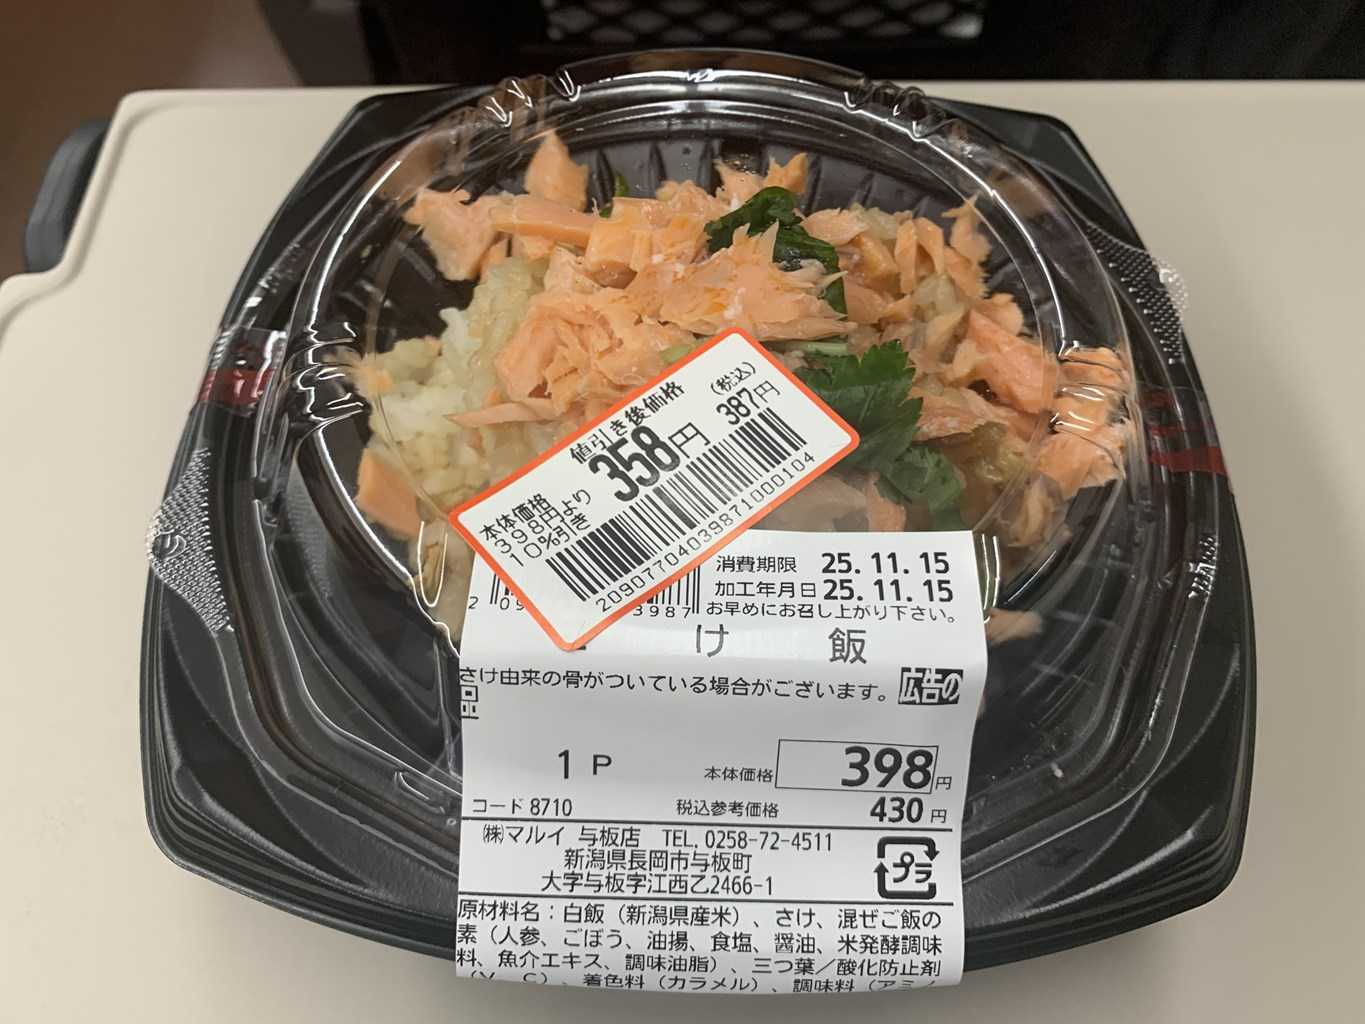 値引き後価格 (税込)
本体価格
398円より
10%引き
358円 387円
2090770403987100104
消費期限 25.11.15
加工年月日 25.11.15
お早めにお召し上がり下さい。
3987
け 飯
さけ由来の骨がついている場合がございます。 広告の
品
1P 本体価格 398円
コード 8710 税込参考価格 430円
㈱マルイ 与板店 TEL.0258-72-4511
新潟県長岡市与板町
大字与板字江西乙2466-1
プラ
原材料名：白飯（新潟県産米）、さけ、混ぜご飯の
素（人参、ごぼう、油揚、食塩、醤油、米発酵調味
料、魚介エキス、調味油脂）、三つ葉／酸化防止剤
（V．C）、着色料（カラメル）、調味料（アミノ